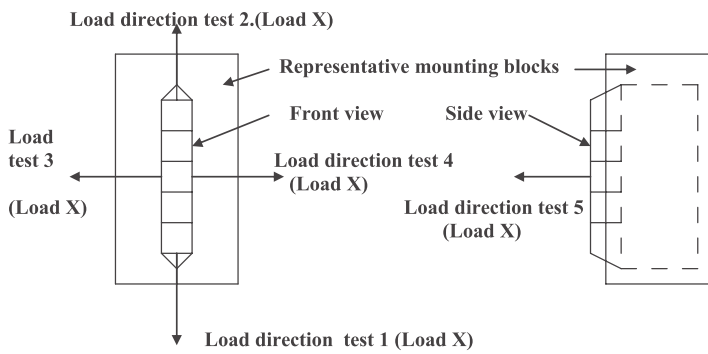 Load direction test 2.(Load X)
Representative mounting blocks
Front view
Side view
Load
test 3
(Load X)
Load direction test 4
(Load X)
Load direction test 5
(Load X)
Load direction  test 1 (Load X)